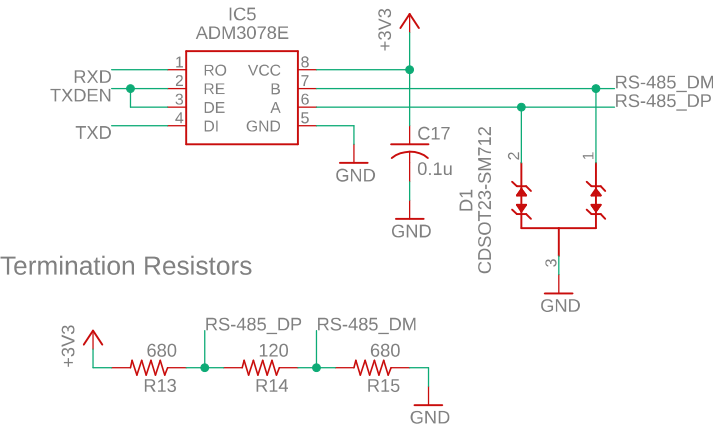 IC5
ADM3078E
+3V3
1 RO VCC 8
RXD
2 RE B 7
TXDEN
3 DE A 6
4 DI GND 5
TXD
RS-485_DM
RS-485_DP
GND
C17
0.1u
GND
D1
CDSOT23-SM712
2
1
3
GND
Termination Resistors
+3V3
RS-485_DP
RS-485_DM
680
120
680
R13
R14
R15
GND